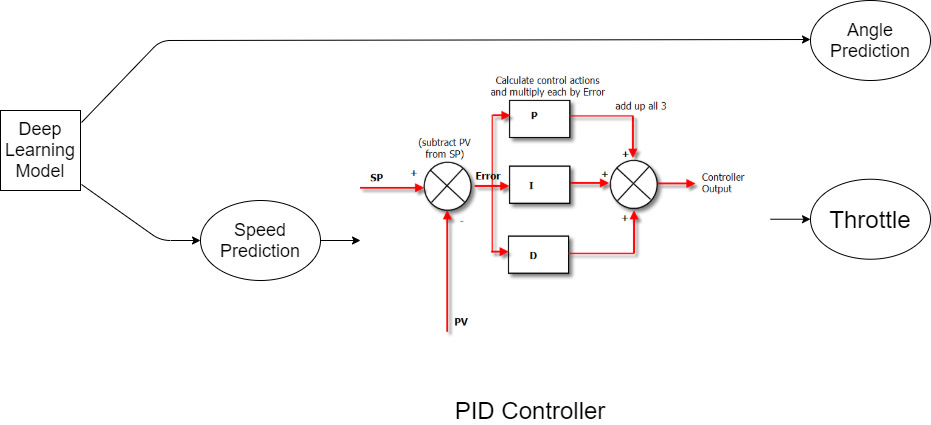 Angle
Prediction
Deep
Learning
Model
Speed
Prediction
Calculate control actions
and multiply each by Error
add up all 3
(subtract PV
from SP)
SP
+
-
PV
Error
P
I
D
+
+
+
Controller
Output
Throttle
PID Controller